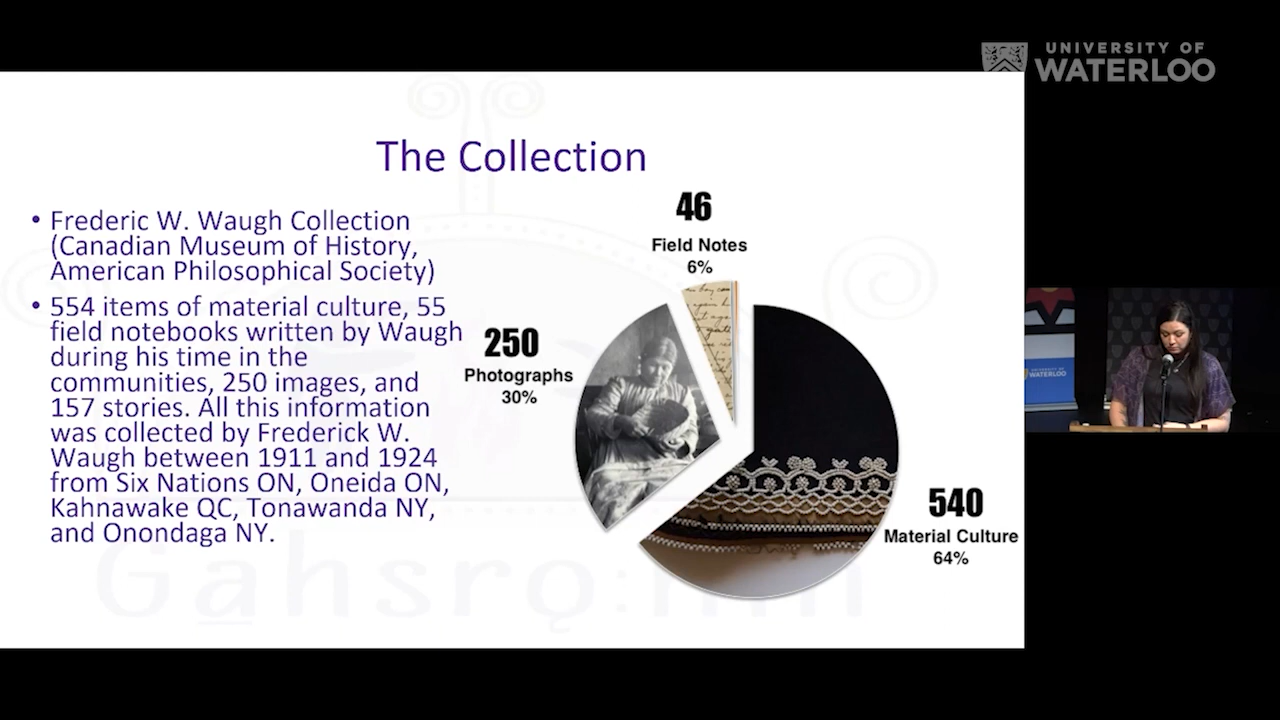 UNIVERSITY OF
WATERLOO
The Collection
• Frederic W. Waugh Collection
(Canadian Museum of History,
American Philosophical Society)
• 554 items of material culture, 55
field notebooks written by Waugh
during his time in the
communities, 250 images, and
157 stories. All this information
was collected by Frederick W.
Waugh between 1911 and 1924
from Six Nations ON, Oneida ON,
Kahnawake QC, Tonawanda NY,
and Onondaga NY.
46
Field Notes
6%
250
Photographs
30%
540
Material Culture
64%